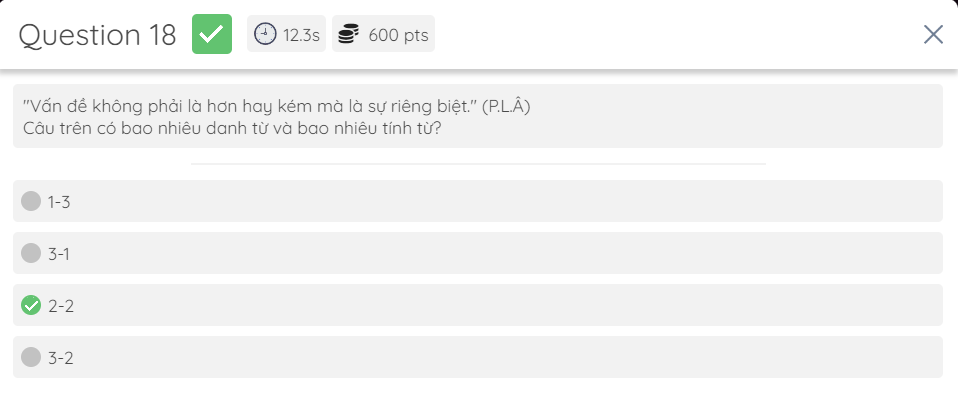 Question 18 12.3s 600 pts
"Vấn đề không phải là hơn hay kém mà là sự riêng biệt." (P.L.Â)
Câu trên có bao nhiêu danh từ và bao nhiêu tính từ?
1-3
3-1
2-2
3-2